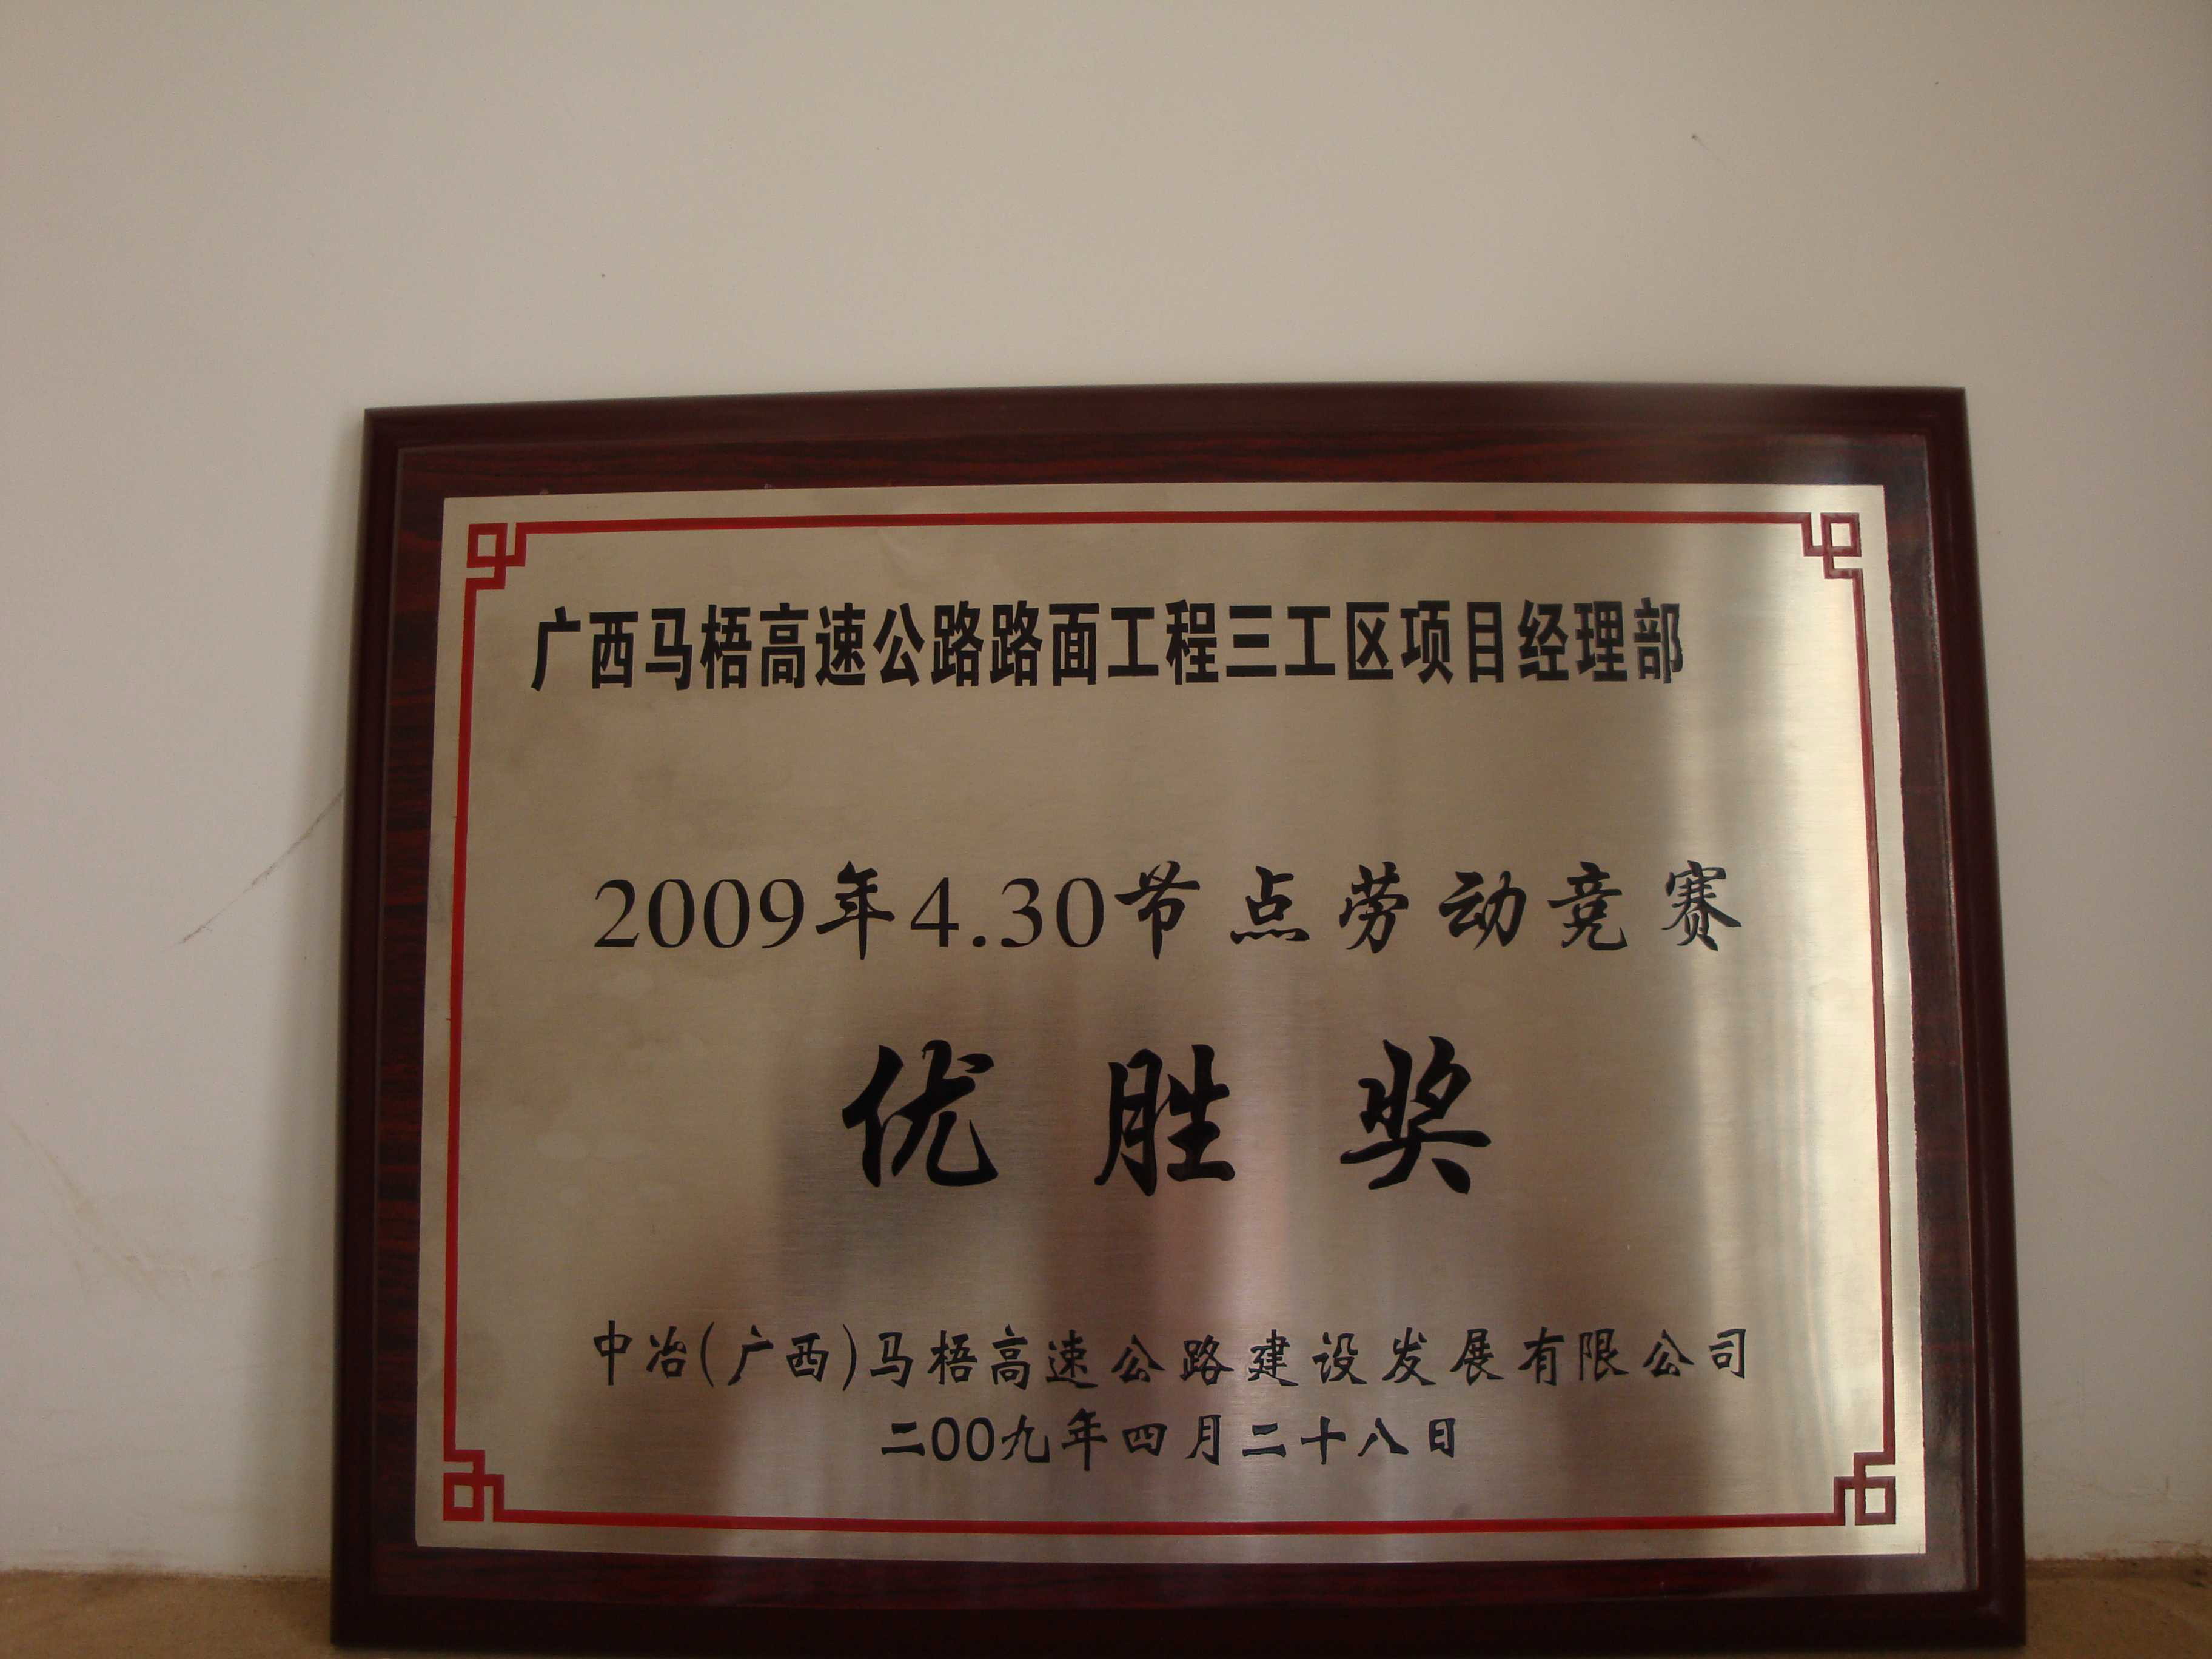 广西马梧高速公路路面工程三工区项目经理部
2009年4.30节点劳动竞赛
优胜奖
中冶(广西)马梧高速公路建设发展有限公司
二00九年四月二十八日